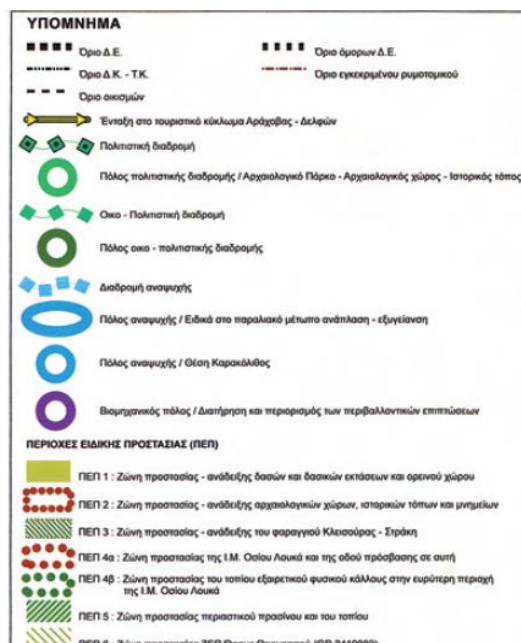 ΥΠΟΜΝΗΜΑ
Όριο Δ.Ε.
Όριο όμορων Δ.Ε.
Όριο Δ.Κ. - Τ.Κ.
Όριο εγκεκριμένου ρυμοτομικού
Όριο οικισμών
Ένταξη στο τουριστικό κύκλωμα Αράχοβας - Δελφών
Πολιτιστική διαδρομή
Πόλος πολιτιστικής διαδρομής / Αρχαιολογικό Πάρκο - Αρχαιολογικός χώρος - Ιστορικός τόπος
Οικο - Πολιτιστική διαδρομή
Πόλος οικο - πολιτιστικής διαδρομής
Διαδρομή αναψυχής
Πόλος αναψυχής / Ειδικά στο παραλιακό μέτωπο ανάπλαση - εξυγείανση
Πόλος αναψυχής / Θέση Καρακόλιθος
Βιομηχανικός πόλος / Διατήρηση και περιορισμός των περιβαλλοντικών επιπτώσεων
ΠΕΡΙΟΧΕΣ ΕΙΔΙΚΗΣ ΠΡΟΣΤΑΣΙΑΣ (ΠΕΠ)
ΠΕΠ 1 : Ζώνη προστασίας - ανάδειξης δασών και δασικών εκτάσεων και ορεινού χώρου
ΠΕΠ 2 : Ζώνη προστασίας - ανάδειξης αρχαιολογικών χώρων, ιστορικών τόπων και μνημείων
ΠΕΠ 3 : Ζώνη προστασίας - ανάδειξης του φαραγγιού Κλεισούρας - Στράκη
ΠΕΠ 4α : Ζώνη προστασίας της Ι.Μ. Οσίου Λουκά και της οδού πρόσβασης σε αυτή
ΠΕΠ 4β : Ζώνη προστασίας του τοπίου εξαιρετικού φυσικού κάλλους στην ευρύτερη περιοχή
της Ι.Μ. Οσίου Λουκά
ΠΕΠ 5 : Ζώνη προστασίας περιαστικού πρασίνου και του τοπίου